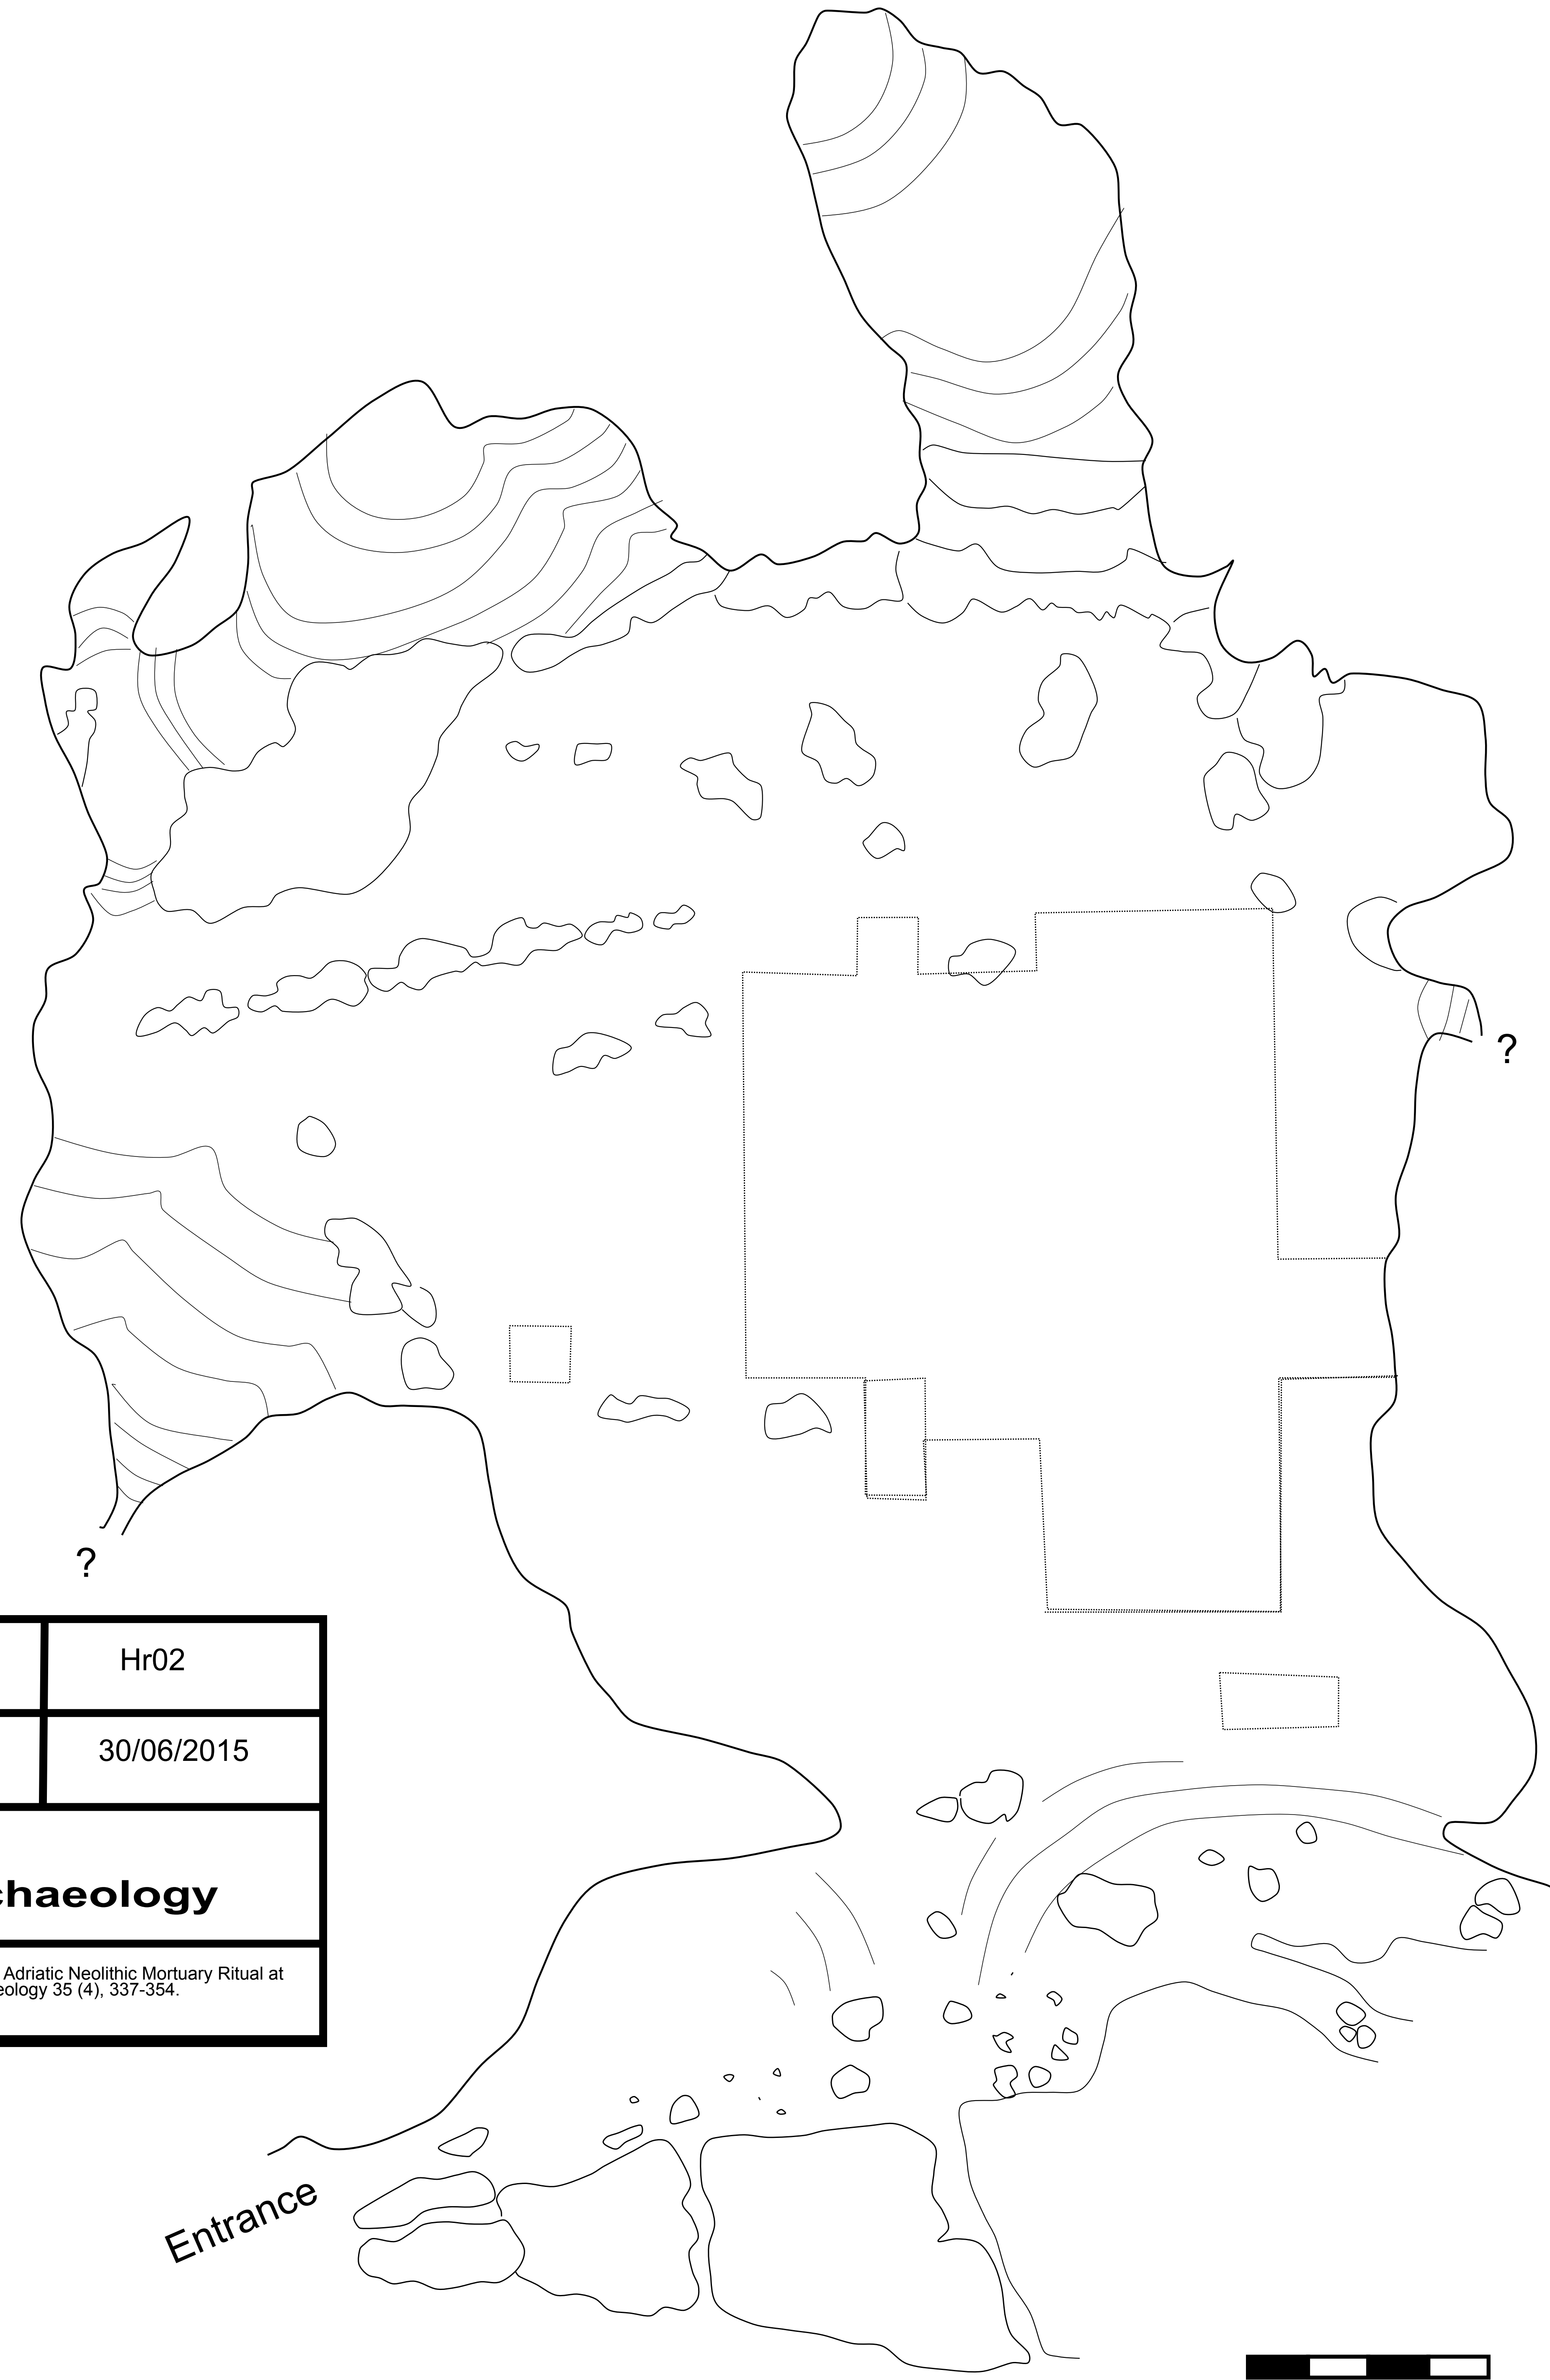 ?
?
Hr02
30/06/2015
chaeology
Adriatic Neolithic Mortuary Ritual at
eology 35 (4), 337-354.
Entrance